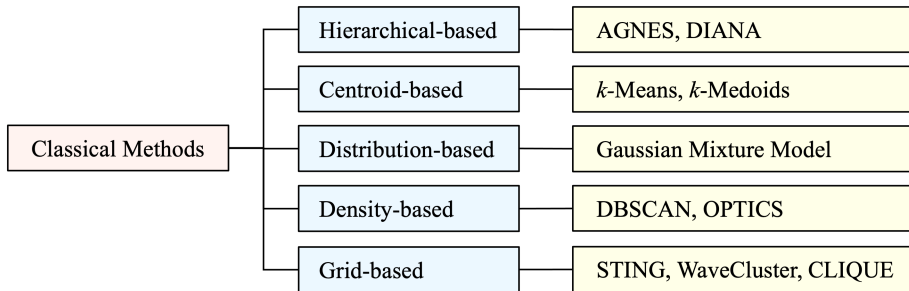 Hierarchical-based
AGNES, DIANA
Centroid-based
k-Means, k-Medoids
Classical Methods
Distribution-based
Gaussian Mixture Model
Density-based
DBSCAN, OPTICS
Grid-based
STING, WaveCluster, CLIQUE